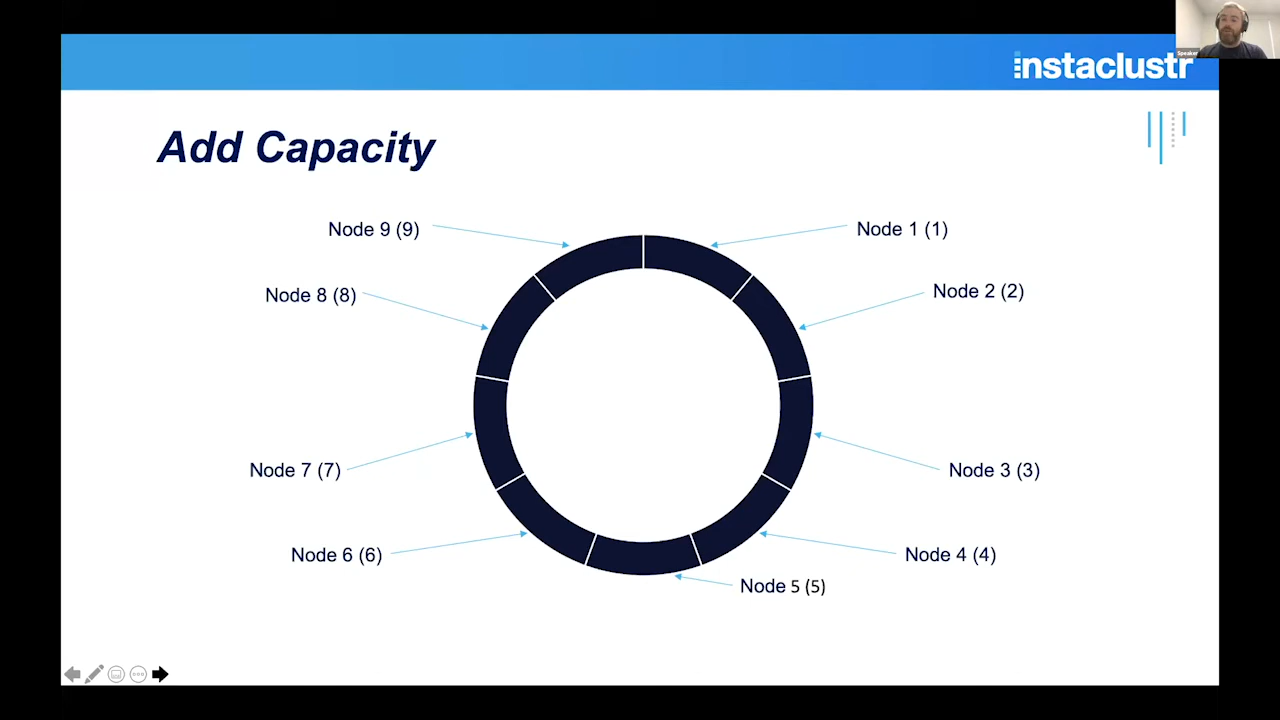 Speaker
instaclustr
Add Capacity
Node 9 (9)
Node 1 (1)
Node 8 (8)
Node 2 (2)
Node 7 (7)
Node 3 (3)
Node 6 (6)
Node 4 (4)
Node 5 (5)